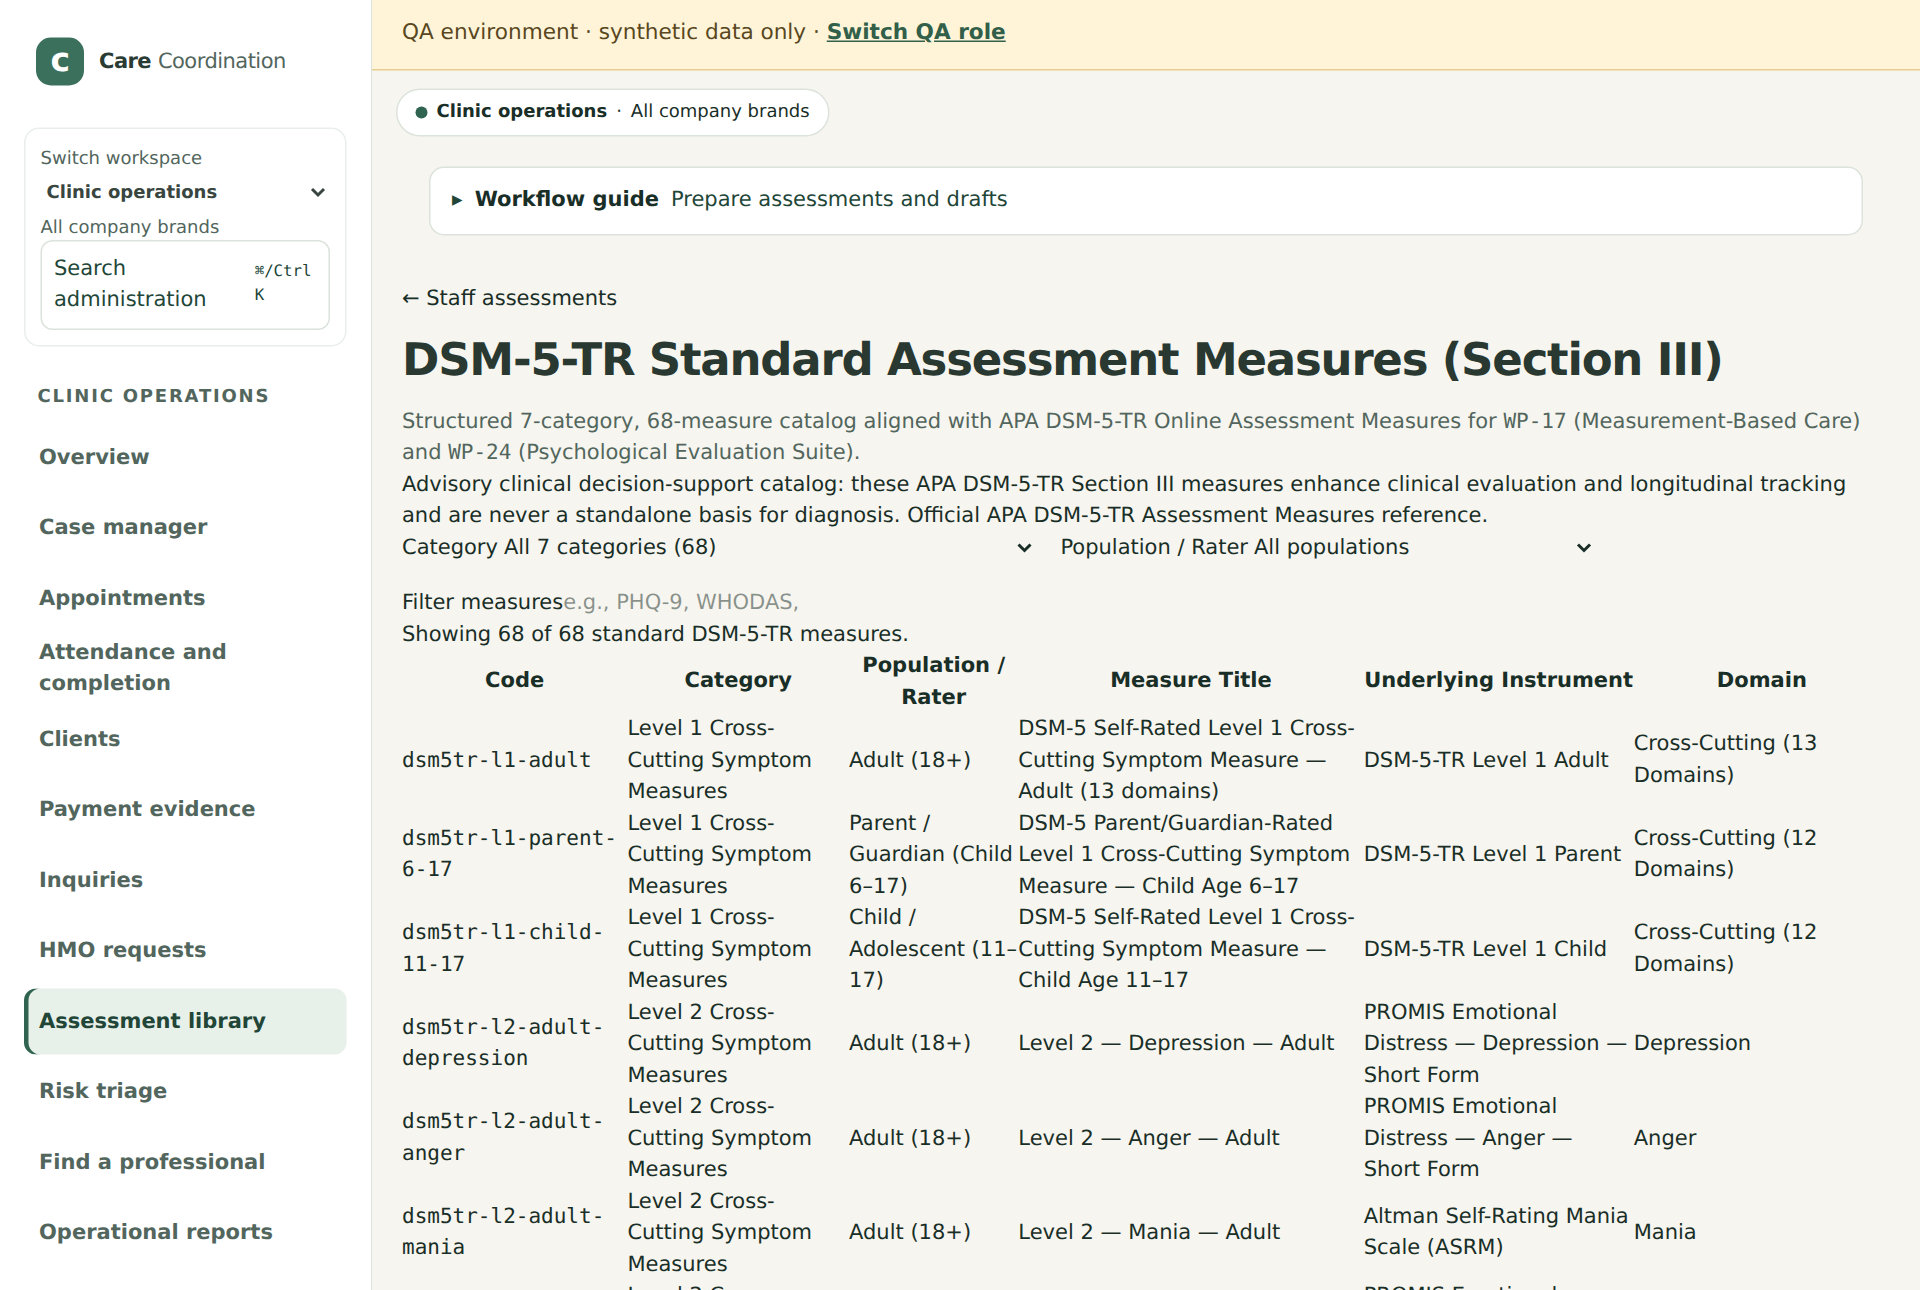 QA environment · synthetic data only · Switch QA role
c Care Coordination
Switch workspace
Clinic operations
All company brands
Search administration ⌘/Ctrl K
CLINIC OPERATIONS
Overview
Case manager
Appointments
Attendance and completion
Clients
Payment evidence
Inquiries
HMO requests
Assessment library
Risk triage
Find a professional
Operational reports
Clinic operations · All company brands
▸ Workflow guide Prepare assessments and drafts
← Staff assessments
DSM-5-TR Standard Assessment Measures (Section III)
Structured 7-category, 68-measure catalog aligned with APA DSM-5-TR Online Assessment Measures for WP-17 (Measurement-Based Care)
and WP-24 (Psychological Evaluation Suite).
Advisory clinical decision-support catalog: these APA DSM-5-TR Section III measures enhance clinical evaluation and longitudinal tracking
and are never a standalone basis for diagnosis. Official APA DSM-5-TR Assessment Measures reference.
Category All 7 categories (68) Population / Rater All populations
Filter measures e.g., PHQ-9, WHODAS,
Showing 68 of 68 standard DSM-5-TR measures.
Code Category Population / Rater Measure Title Underlying Instrument Domain
dsm5tr-l1-adult Level 1 Cross-Cutting Symptom Measures Adult (18+) DSM-5 Self-Rated Level 1 Cross-Cutting Symptom Measure — Adult (13 domains) DSM-5-TR Level 1 Adult Cross-Cutting (13 Domains)
dsm5tr-l1-parent-6-17 Level 1 Cross-Cutting Symptom Measures Parent / Guardian (Child 6–17) DSM-5 Parent/Guardian-Rated Level 1 Cross-Cutting Symptom Measure — Child Age 6–17 DSM-5-TR Level 1 Parent Cross-Cutting (12 Domains)
dsm5tr-l1-child-11-17 Level 1 Cross-Cutting Symptom Measures Child / Adolescent (11–17) DSM-5 Self-Rated Level 1 Cross-Cutting Symptom Measure — Child Age 11–17 DSM-5-TR Level 1 Child Cross-Cutting (12 Domains)
dsm5tr-l2-adult-depression Level 2 Cross-Cutting Symptom Measures Adult (18+) Level 2 — Depression — Adult PROMIS Emotional Distress — Depression — Short Form Depression
dsm5tr-l2-adult-anger Level 2 Cross-Cutting Symptom Measures Adult (18+) Level 2 — Anger — Adult PROMIS Emotional Distress — Anger — Short Form Anger
dsm5tr-l2-adult-mania Level 2 Cross-Cutting Symptom Measures Adult (18+) Level 2 — Mania — Adult Altman Self-Rating Mania Scale (ASRM) Mania